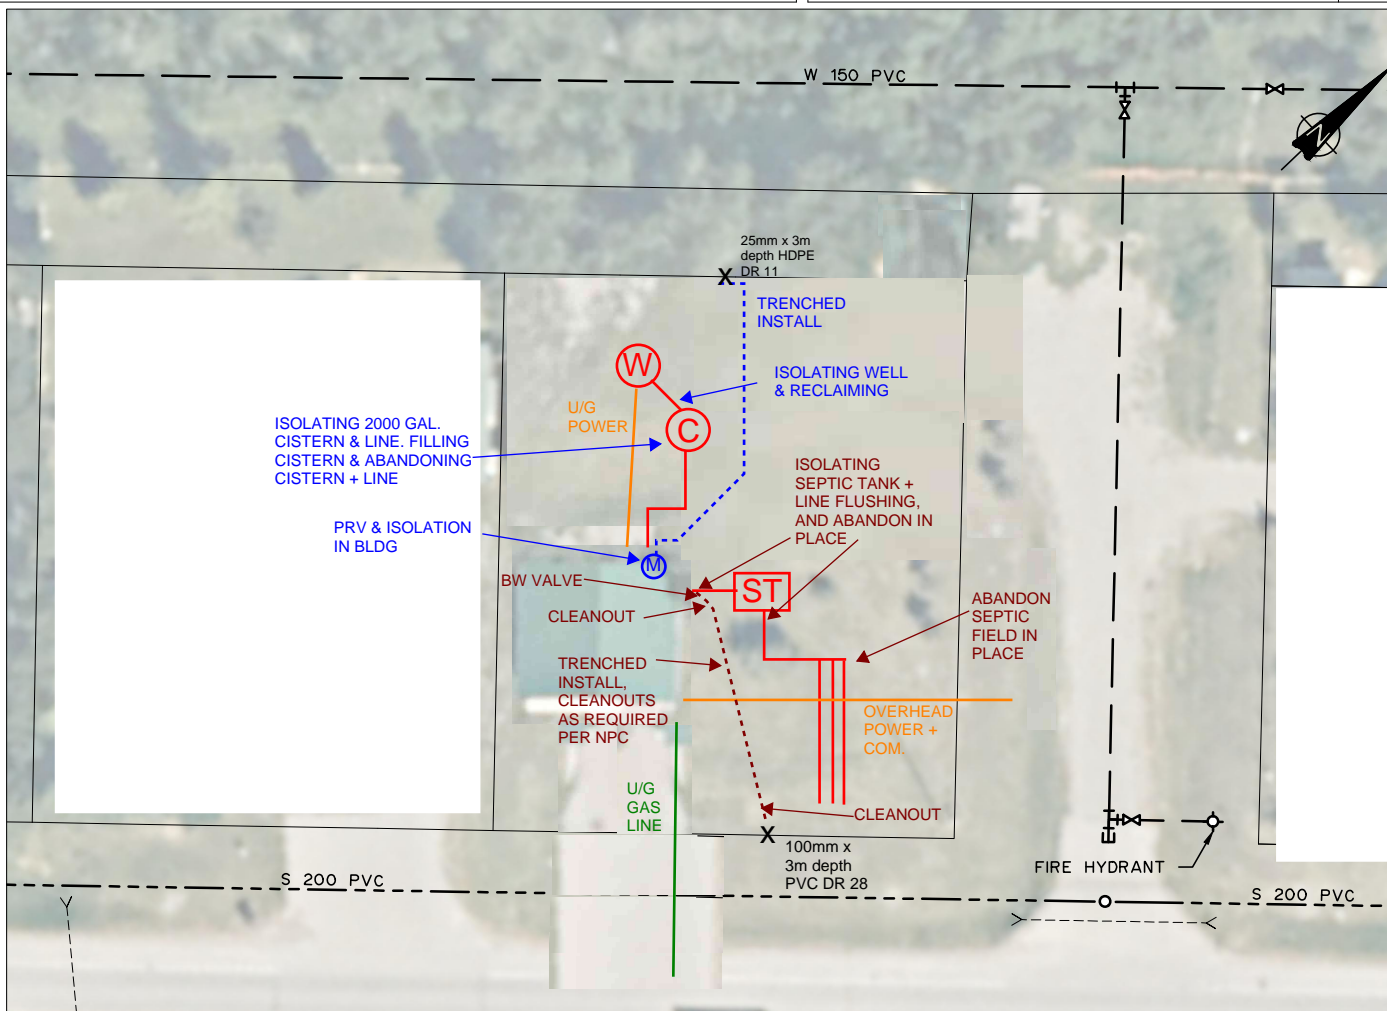 W 150 PVC
N
25mm x 3m
depth HDPE
DR 11
TRENCHED
INSTALL
W
ISOLATING WELL
& RECLAIMING
U/G
POWER
C
ISOLATING 2000 GAL.
CISTERN & LINE. FILLING
CISTERN & ABANDONING
CISTERN + LINE
ISOLATING
SEPTIC TANK +
LINE FLUSHING,
AND ABANDON IN
PLACE
PRV & ISOLATION
IN BLDG
M
BW VALVE
ST
CLEANOUT
ABANDON
SEPTIC
FIELD IN
PLACE
TRENCHED
INSTALL,
CLEANOUTS
AS REQUIRED
PER NPC
OVERHEAD
POWER +
COM.
U/G
GAS
LINE
CLEANOUT
X
X
100mm x
3m depth
PVC DR 28
FIRE HYDRANT
S 200 PVC
S 200 PVC